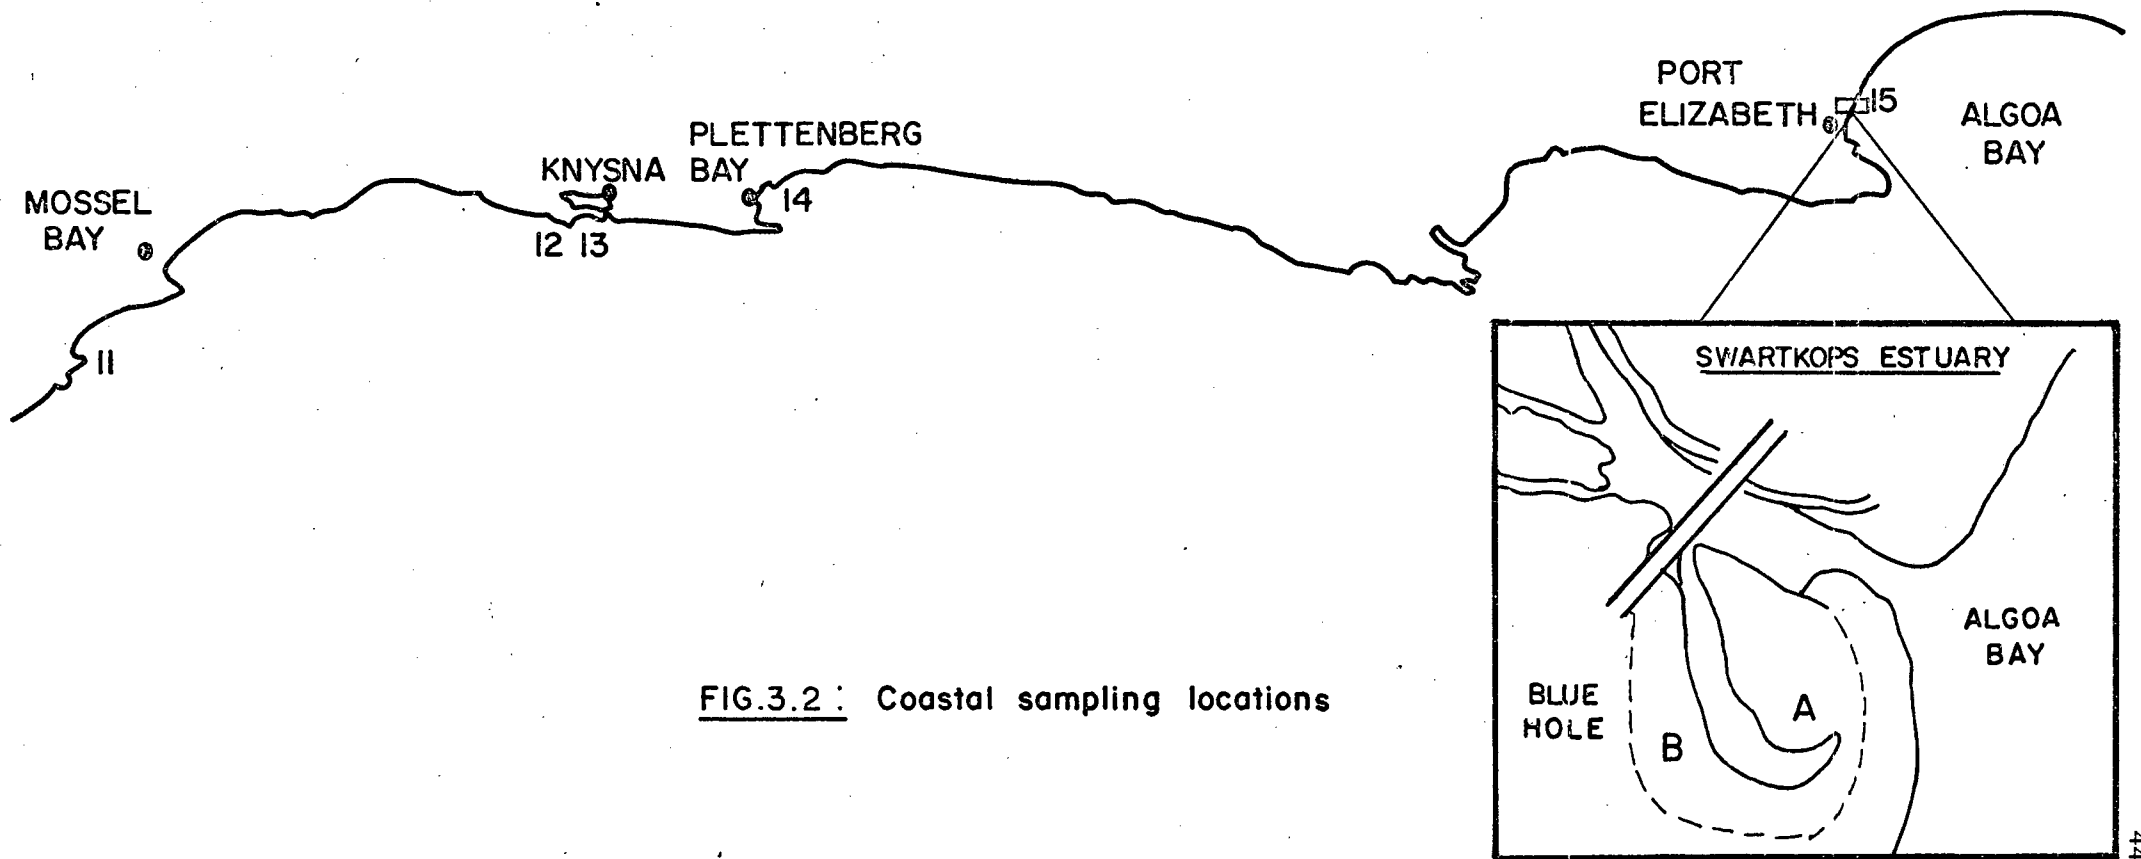 MOSSEL
BAY
11
KNYSNA
12 13
PLETTENBERG
BAY
14
PORT
ELIZABETH
15
ALGOA
BAY
SWARTKOPS ESTUARY
ALGOA
BAY
BLUE
HOLE
A
B
FIG.3.2 : Coastal sampling locations
44